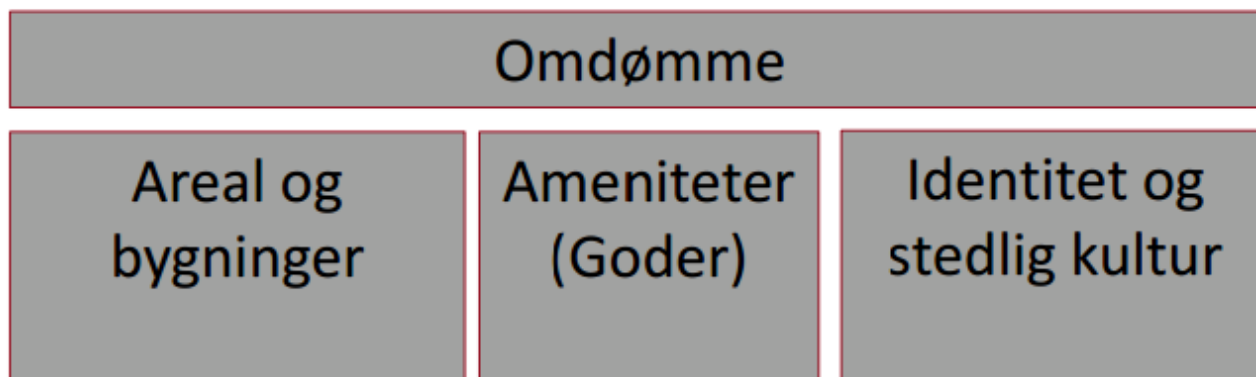 Omdømme
Areal og
bygninger
Ameniteter
(Goder)
Identitet og
stedlig kultur